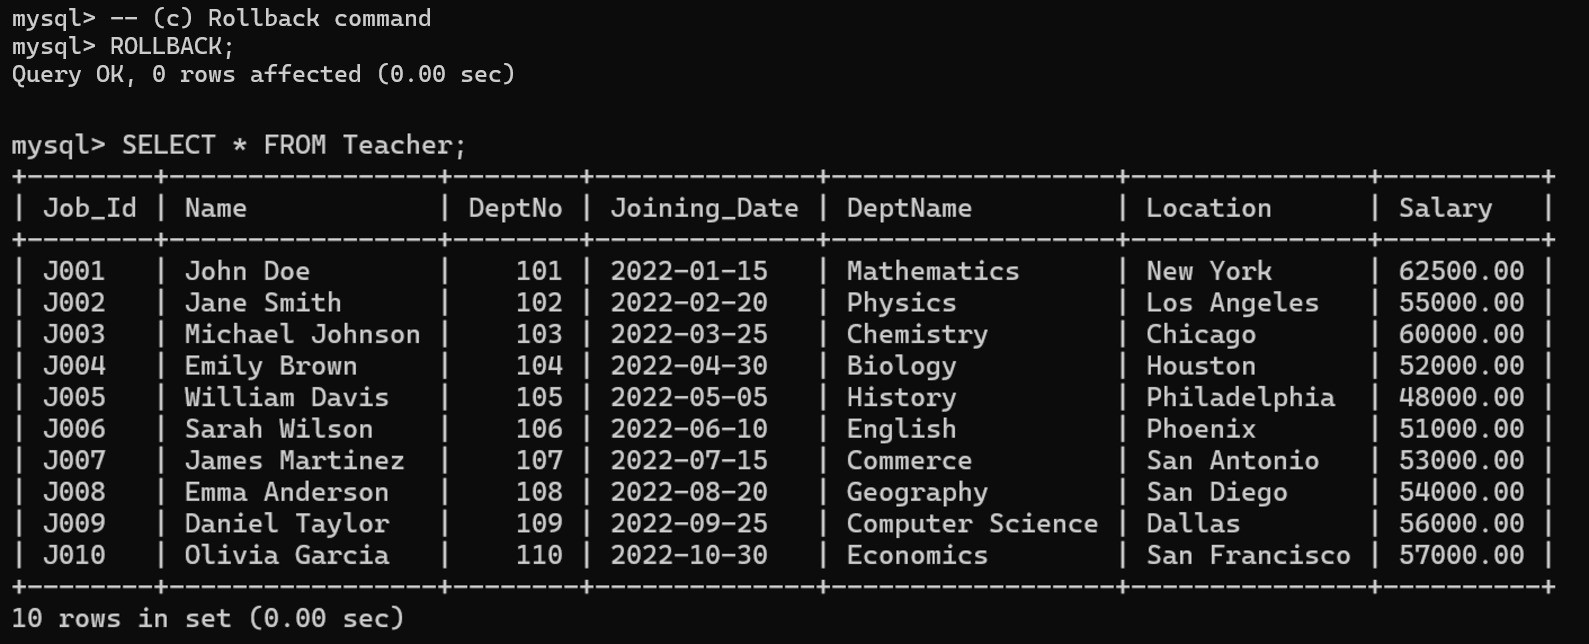 mysql> -- (c) Rollback command
mysql> ROLLBACK;
Query OK, 0 rows affected (0.00 sec)
mysql> SELECT * FROM Teacher;
+--------+-----------------+--------+--------------+------------------+---------------+----------+
| Job_Id | Name            | DeptNo | Joining_Date | DeptName         | Location      | Salary   |
+--------+-----------------+--------+--------------+------------------+---------------+----------+
| J001   | John Doe        |    101 | 2022-01-15   | Mathematics      | New York      | 62500.00 |
| J002   | Jane Smith      |    102 | 2022-02-20   | Physics          | Los Angeles   | 55000.00 |
| J003   | Michael Johnson |    103 | 2022-03-25   | Chemistry        | Chicago       | 60000.00 |
| J004   | Emily Brown     |    104 | 2022-04-30   | Biology          | Houston       | 52000.00 |
| J005   | William Davis   |    105 | 2022-05-05   | History          | Philadelphia  | 48000.00 |
| J006   | Sarah Wilson    |    106 | 2022-06-10   | English          | Phoenix       | 51000.00 |
| J007   | James Martinez  |    107 | 2022-07-15   | Commerce         | San Antonio   | 53000.00 |
| J008   | Emma Anderson   |    108 | 2022-08-20   | Geography        | San Diego     | 54000.00 |
| J009   | Daniel Taylor   |    109 | 2022-09-25   | Computer Science | Dallas        | 56000.00 |
| J010   | Olivia Garcia   |    110 | 2022-10-30   | Economics        | San Francisco | 57000.00 |
+--------+-----------------+--------+--------------+------------------+---------------+----------+
10 rows in set (0.00 sec)